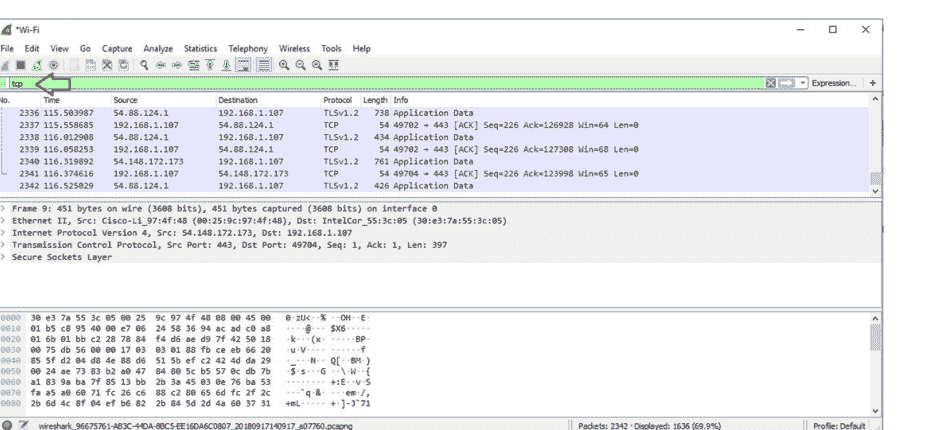 *Wi-Fi
File Edit View Go Capture Analyze Statistics Telephony Wireless Tools Help
tcp Expression... +
No. Time Source Destination Protocol Length Info
2336 115.503987 54.88.124.1 192.168.1.107 TLSv1.2 738 Application Data
2337 115.558685 192.168.1.107 54.88.124.1 TCP 54 49702 → 443 [ACK] Seq=226 Ack=126928 Win=64 Len=0
2338 116.012908 54.88.124.1 192.168.1.107 TLSv1.2 434 Application Data
2339 116.058253 192.168.1.107 54.88.124.1 TCP 54 49702 → 443 [ACK] Seq=226 Ack=127308 Win=68 Len=0
2340 116.319892 54.148.172.173 192.168.1.107 TLSv1.2 761 Application Data
2341 116.374616 192.168.1.107 54.148.172.173 TCP 54 49704 → 443 [ACK] Seq=226 Ack=123998 Win=65 Len=0
2342 116.525029 54.88.124.1 192.168.1.107 TLSv1.2 426 Application Data
Frame 9: 451 bytes on wire (3608 bits), 451 bytes captured (3608 bits) on interface 0
Ethernet II, Src: Cisco-Li_97:4f:48 (00:25:9c:97:4f:48), Dst: IntelCor_55:3c:05 (30:e3:7a:55:3c:05)
Internet Protocol Version 4, Src: 54.148.172.173, Dst: 192.168.1.107
Transmission Control Protocol, Src Port: 443, Dst Port: 49704, Seq: 1, Ack: 1, Len: 397
Secure Sockets Layer
0000 30 e3 7a 55 3c 05 00 25 9c 97 4f 48 08 00 45 00 0·zU<··% ··OH··E·
0010 01 b5 c8 95 40 00 e7 06 24 58 36 94 ac ad c0 a8 ····@··· $X6·····
0020 01 6b 01 bb c2 28 78 84 f4 d6 ae d9 7f 42 50 18 ·k···(x· ·····BP·
0030 00 75 db 56 00 00 17 03 03 01 88 fb ce eb 66 20 ·u·V···· ······f
0040 85 5f d2 04 d8 4e 88 d6 51 5b ef c2 42 4d da 29 ·_···N·· Q[··BM·)
0050 00 24 ae 73 83 b2 a0 47 84 80 5c b5 57 0c db 7b ·$·s···G ··\·W··{
0060 a1 83 9a ba 7f 85 13 bb 2b 3a 45 03 0e 76 ba 53 ········ +:E··v·S
0070 fa a5 a0 60 71 fc 26 c6 88 c2 80 65 6d fc 2f 2c ···`q·&· ···em·/,
0080 2b 6d 4c 8f 04 ef b6 82 2b 84 5d 2d 4a 60 37 31 +mL····· +·]-J`71
wireshark_96675761-AB3C-44DA-8BC5-EE16DA6C0807_20180917140917_a07760.pcapng Packets: 2342 · Displayed: 1636 (69.9%) Profile: Default